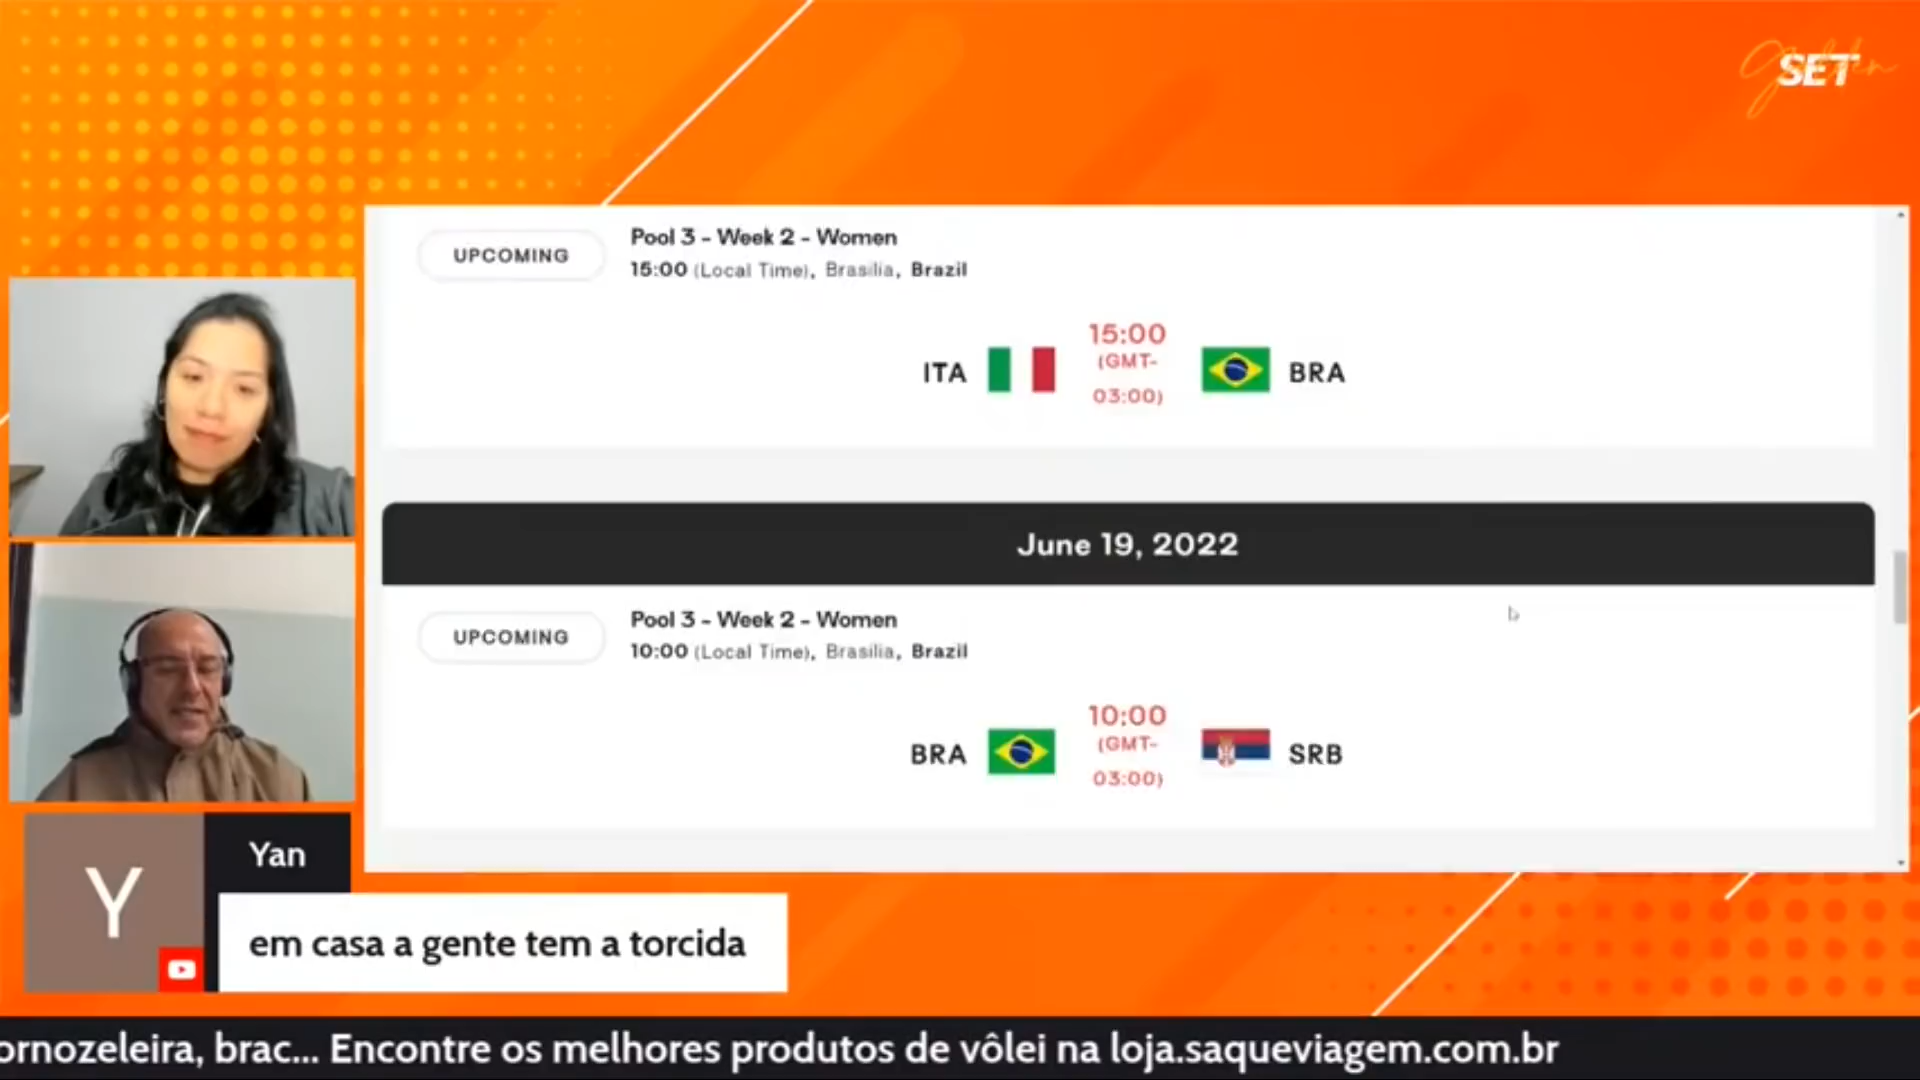 Golden
SET
UPCOMING
Pool 3 - Week 2 - Women
15:00 (Local Time), Brasilia, Brazil
ITA
15:00
(GMT-
03:00)
BRA
June 19, 2022
UPCOMING
Pool 3 - Week 2 - Women
10:00 (Local Time), Brasilia, Brazil
BRA
10:00
(GMT-
03:00)
SRB
Y
Yan
em casa a gente tem a torcida
ornozeleira, brac... Encontre os melhores produtos de vôlei na loja.saqueviagem.com.br